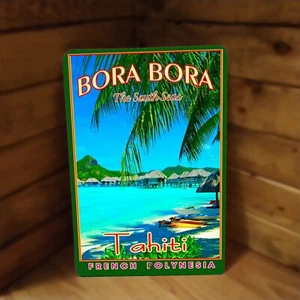 BORA BORA
The South Seas
Tahiti
FRENCH POLYNESIA